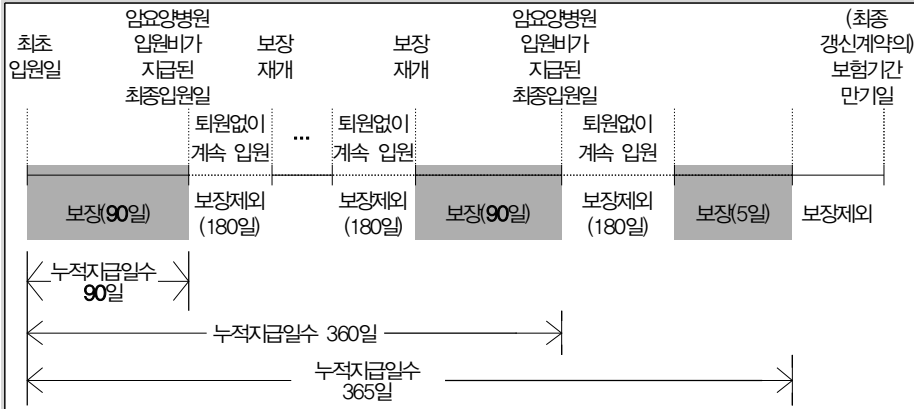 최초
입원일
암요양병원
입원비가
지급된
최종입원일
보장
재개
보장
재개
암요양병원
입원비가
지급된
최종입원일
(최종
갱신계약의)
보험기간
만기일
퇴원없이
계속 입원
...
퇴원없이
계속 입원
퇴원없이
계속 입원
보장(90일)
보장제외
(180일)
보장제외
(180일)
보장(90일)
보장제외
(180일)
보장(5일)
보장제외
누적지급일수
90일
누적지급일수 360일
누적지급일수
365일